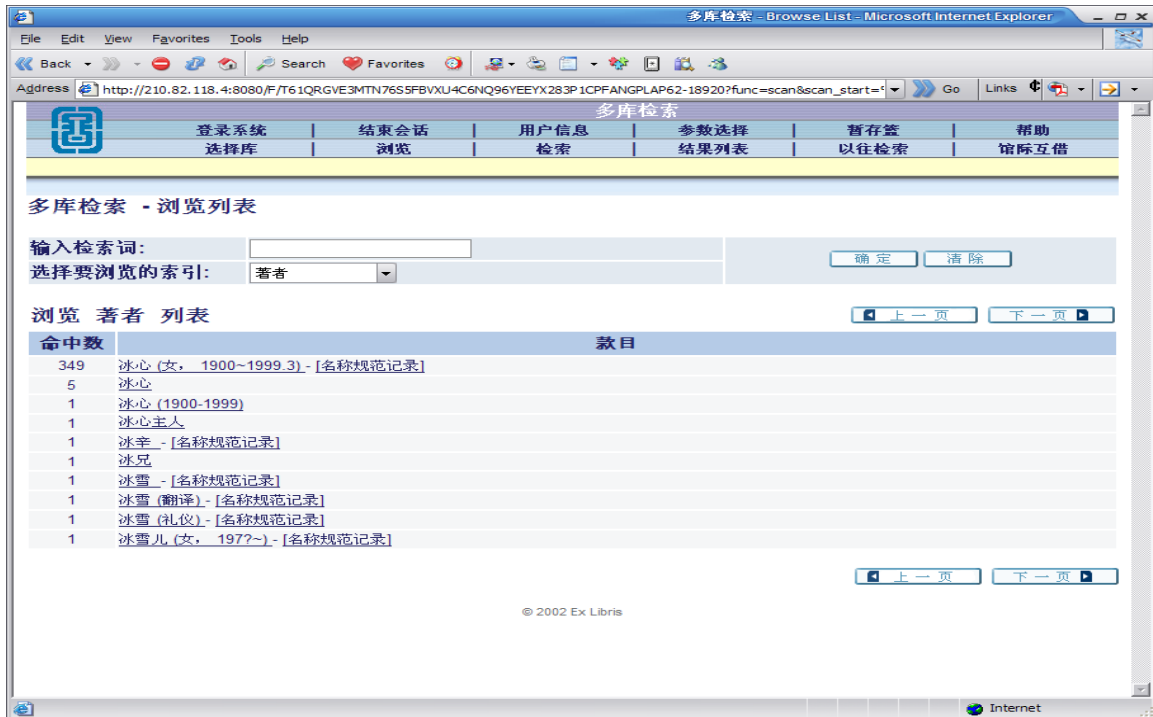 多库检索 - Browse List - Microsoft Internet Explorer
File Edit View Favorites Tools Help
Back Search Favorites
Address http://210.82.118.4:8080/F/T61QRGVE3MTN76S5FBVXU4C6NQ96YEEYX283P1CPFANGPLAP62-18920?func=scan&scan_start= Go Links
多库检索
登录系统 | 结束会话 | 用户信息 | 参数选择 | 暂存篮 | 帮助
选择库 | 浏览 | 检索 | 结果列表 | 以往检索 | 馆际互借
多库检索 - 浏览列表
输入检索词:
确定 清除
选择要浏览的索引: 著者
浏览 著者 列表
上一页 下一页
命中数 款目
349 冰心 (女, 1900~1999.3) - [名称规范记录]
5 冰心
1 冰心 (1900-1999)
1 冰心主人
1 冰辛 - [名称规范记录]
1 冰兄
1 冰雪 - [名称规范记录]
1 冰雪 (翻译) - [名称规范记录]
1 冰雪 (礼仪) - [名称规范记录]
1 冰雪儿 (女, 197?~) - [名称规范记录]
上一页 下一页
© 2002 Ex Libris
Internet